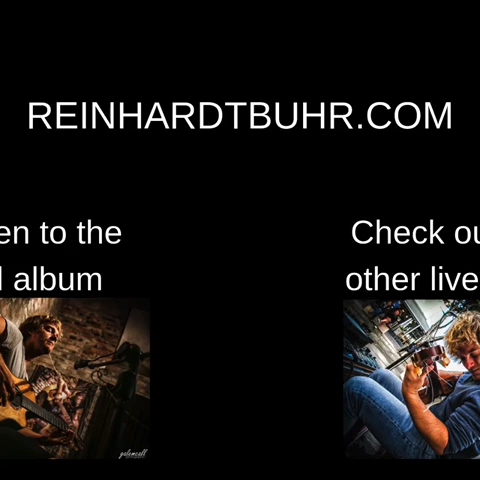 REINHARDTBUHR.COM
en to the
l album
Check ou
other live